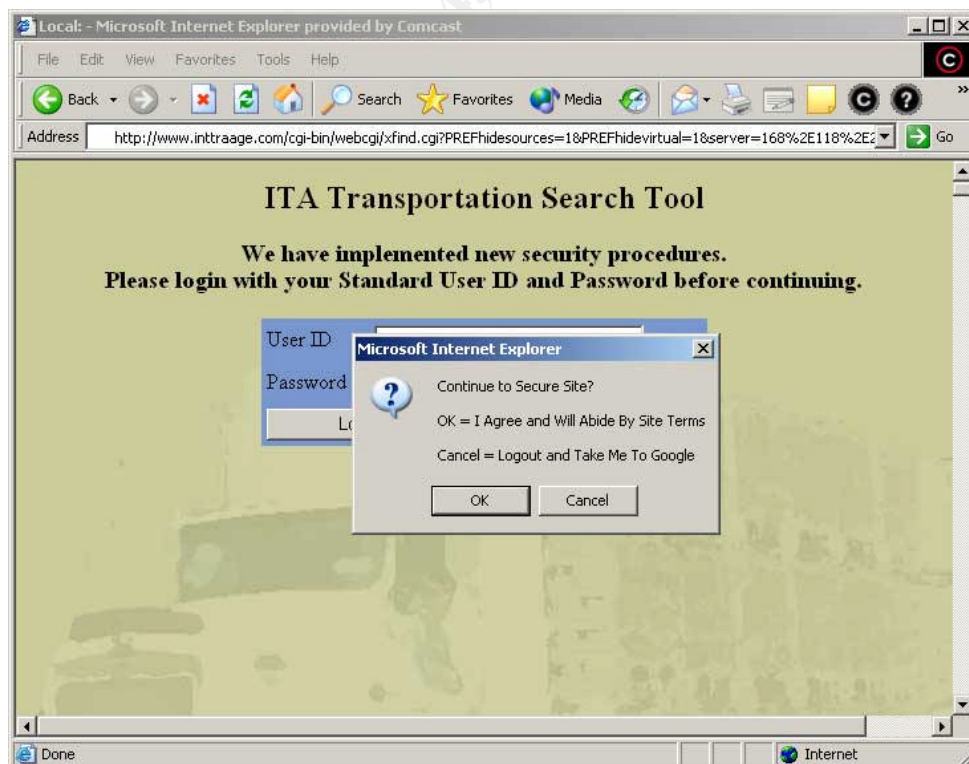 Local: - Microsoft Internet Explorer provided by Comcast
File Edit View Favorites Tools Help
Back Search Favorites Media
Address http://www.inttraage.com/cgi-bin/webcgi/xfind.cgi?PREFhidesources=1&PREFhidevirtual=1&server=168%2E118%2E2 Go
ITA Transportation Search Tool
We have implemented new security procedures.
Please login with your Standard User ID and Password before continuing.
User ID
Password
Lo
Microsoft Internet Explorer
Continue to Secure Site?
OK = I Agree and Will Abide By Site Terms
Cancel = Logout and Take Me To Google
OK Cancel
Done Internet